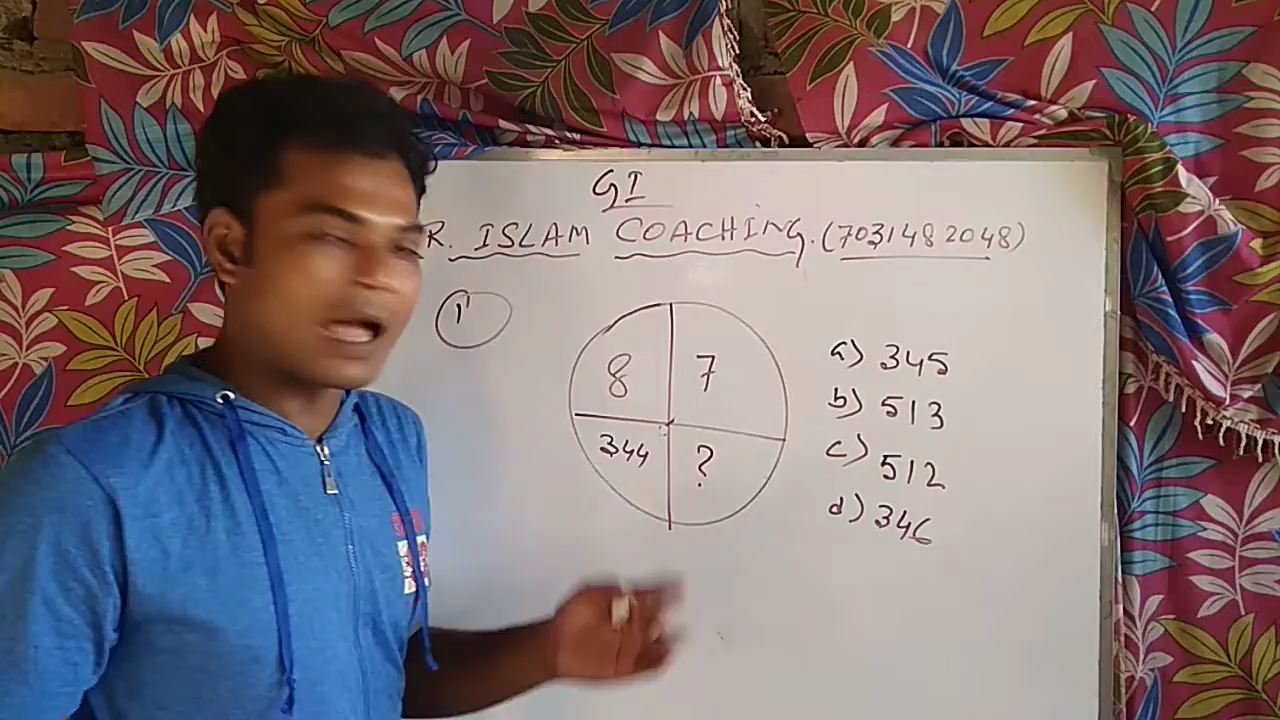 GI
R. ISLAM COACHING. (7031482048)
1
8 7
344 ?
a) 345
b) 513
c) 512
d) 346